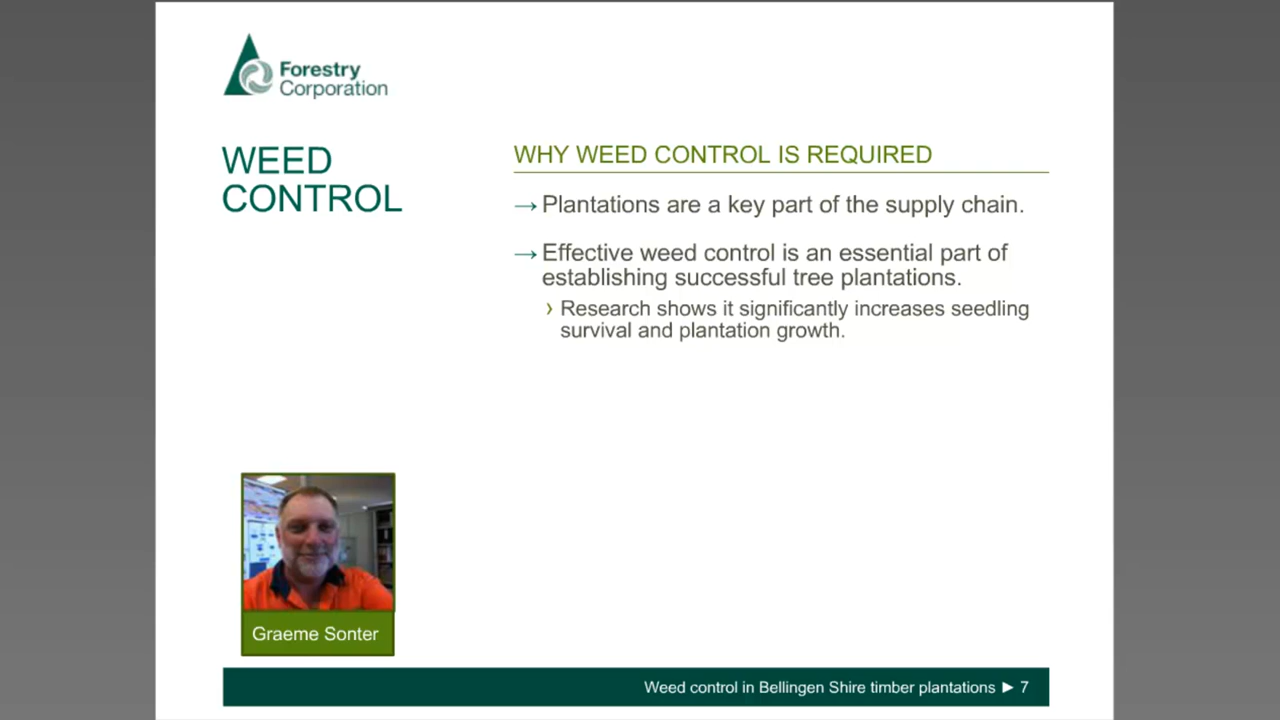 Forestry
Corporation
WEED
CONTROL
WHY WEED CONTROL IS REQUIRED
→ Plantations are a key part of the supply chain.
→ Effective weed control is an essential part of
establishing successful tree plantations.
› Research shows it significantly increases seedling
survival and plantation growth.
Graeme Sonter
Weed control in Bellingen Shire timber plantations ► 7